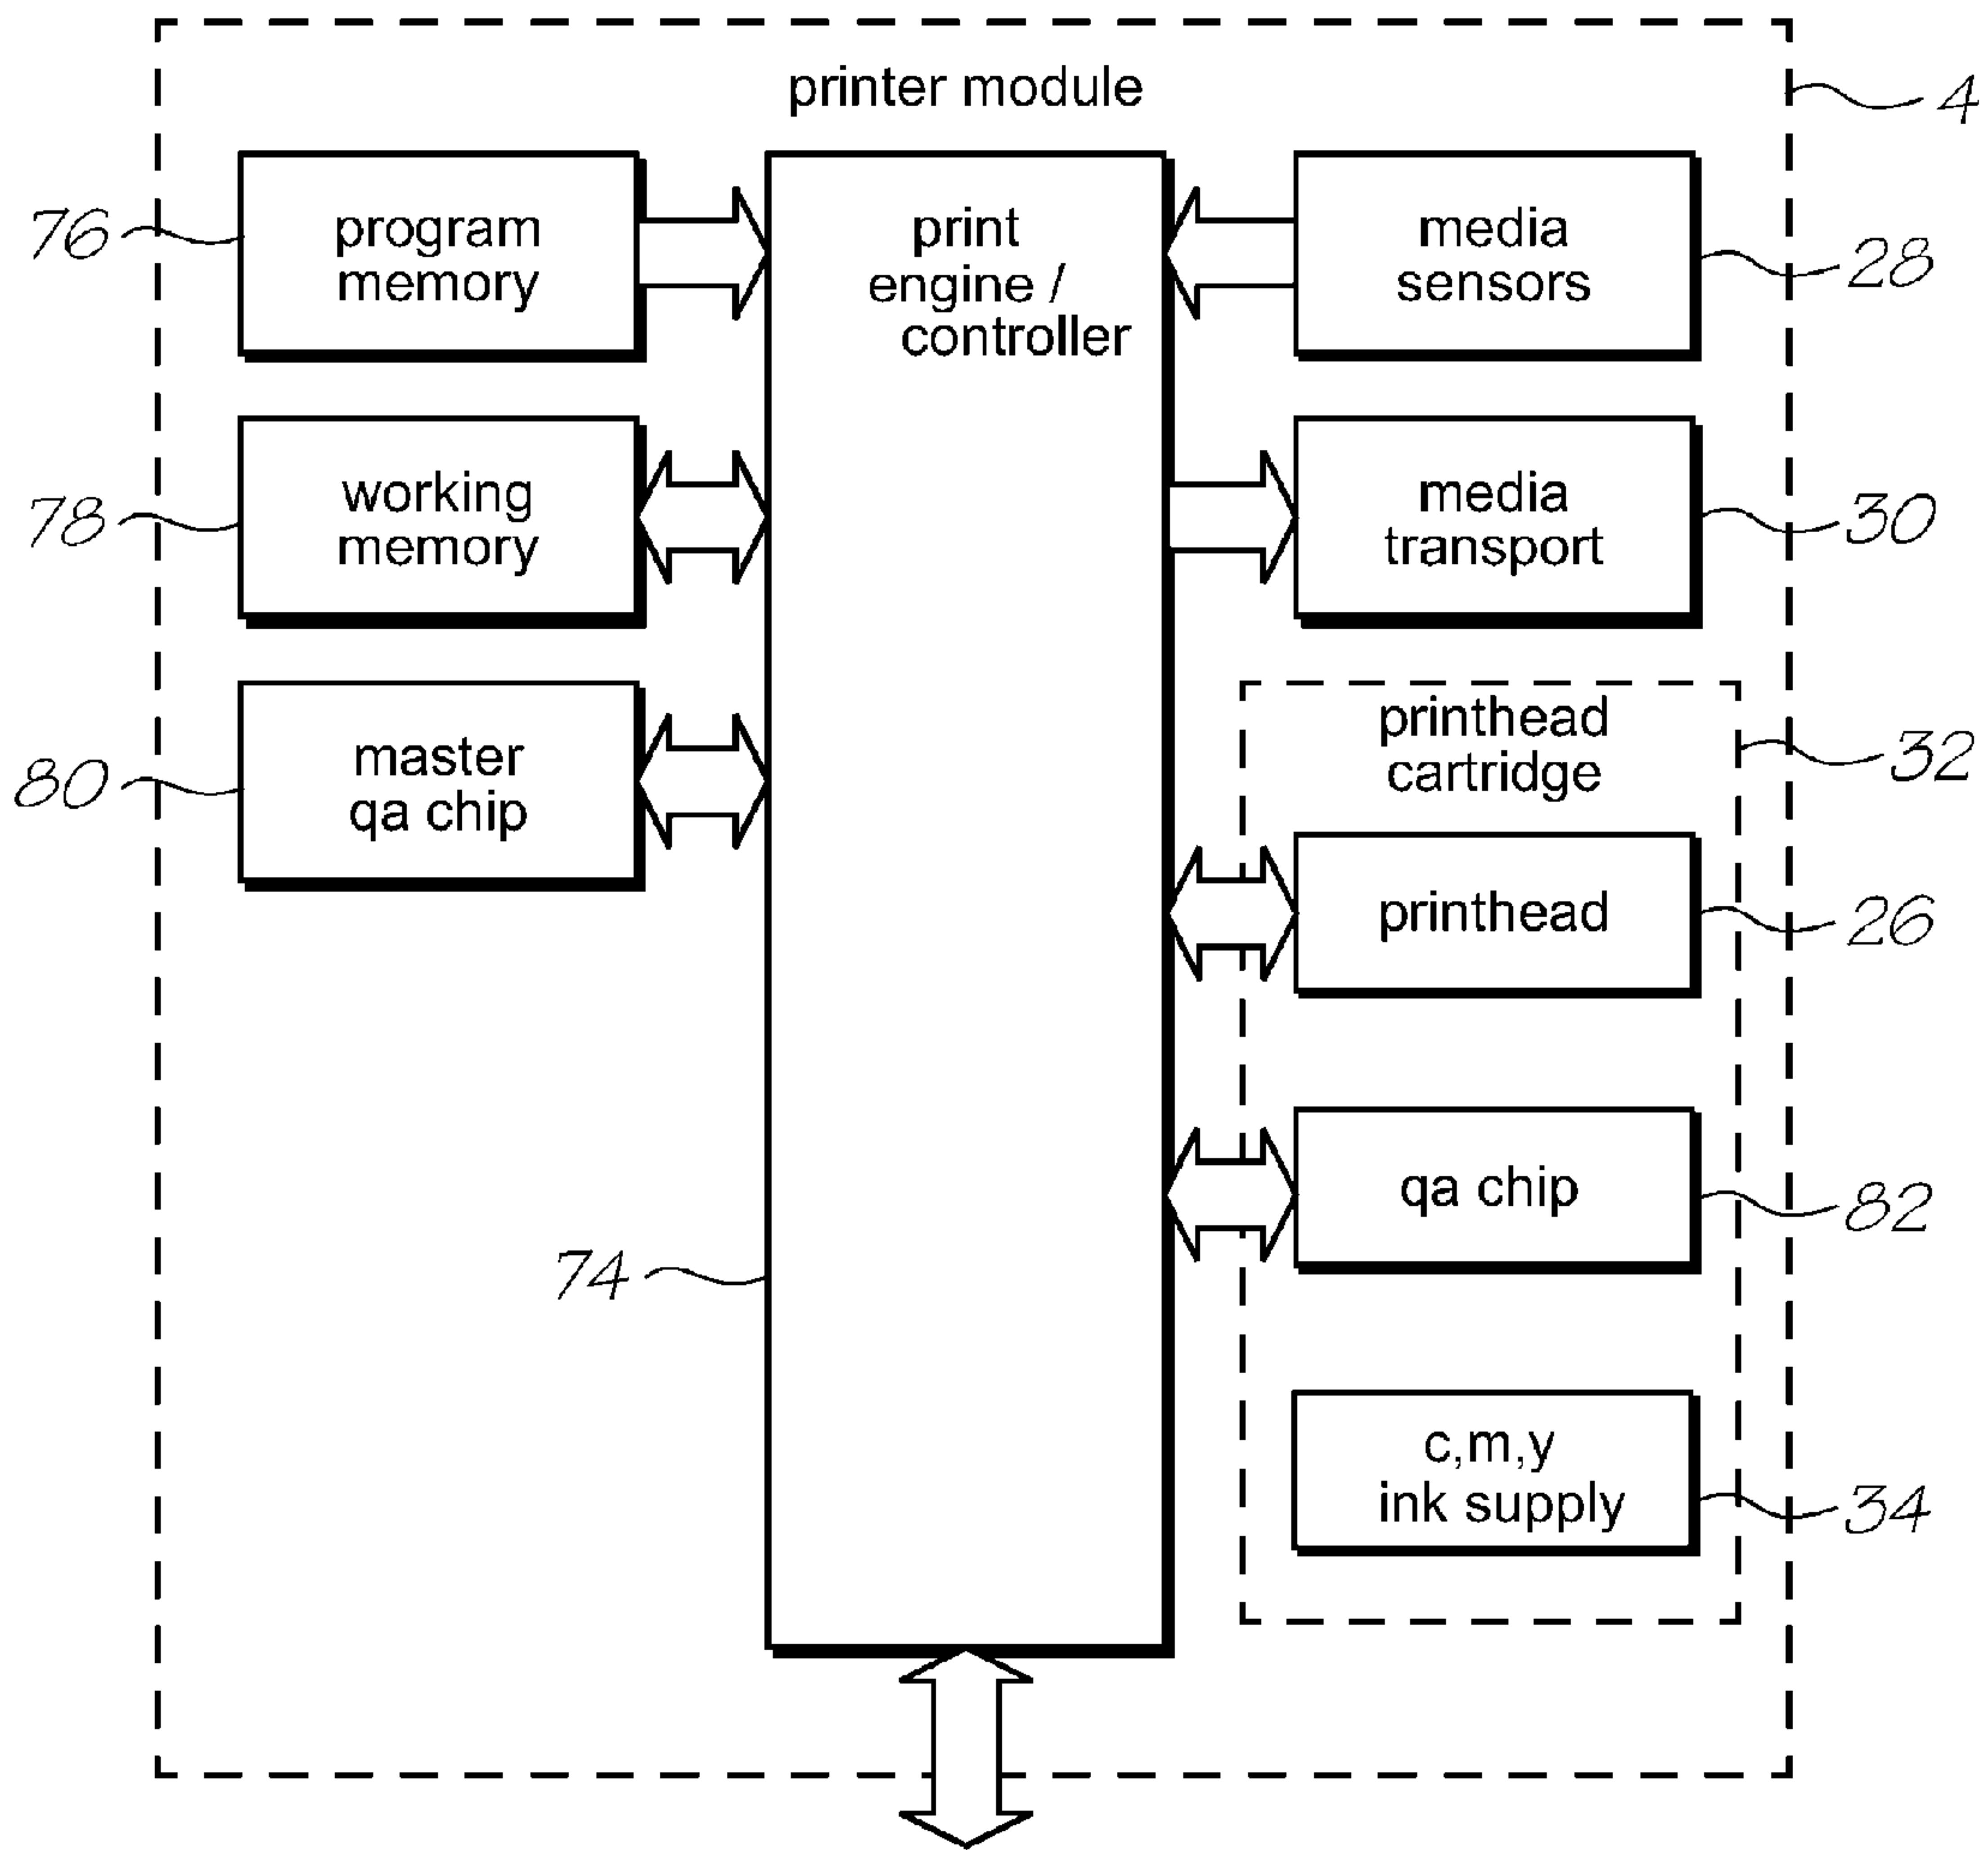 printer module
4
76
program
memory
print
engine /
controller
media
sensors
28
78
working
memory
media
transport
30
80
master
qa chip
printhead
cartridge
32
printhead
26
qa chip
82
74
c,m,y
ink supply
34